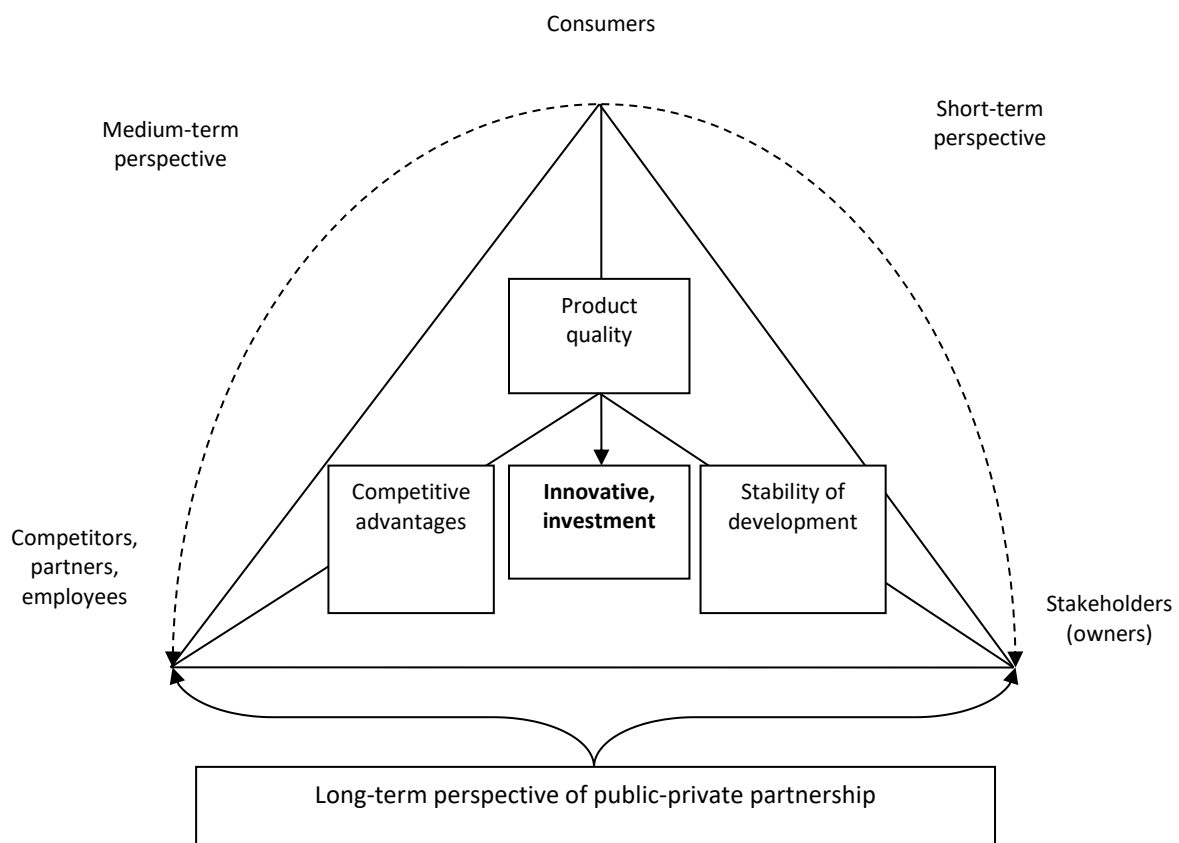 Consumers
Medium-term
perspective
Short-term
perspective
Product
quality
Competitive
advantages
Innovative,
investment
Stability of
development
Competitors,
partners,
employees
Stakeholders
(owners)
Long-term perspective of public-private partnership